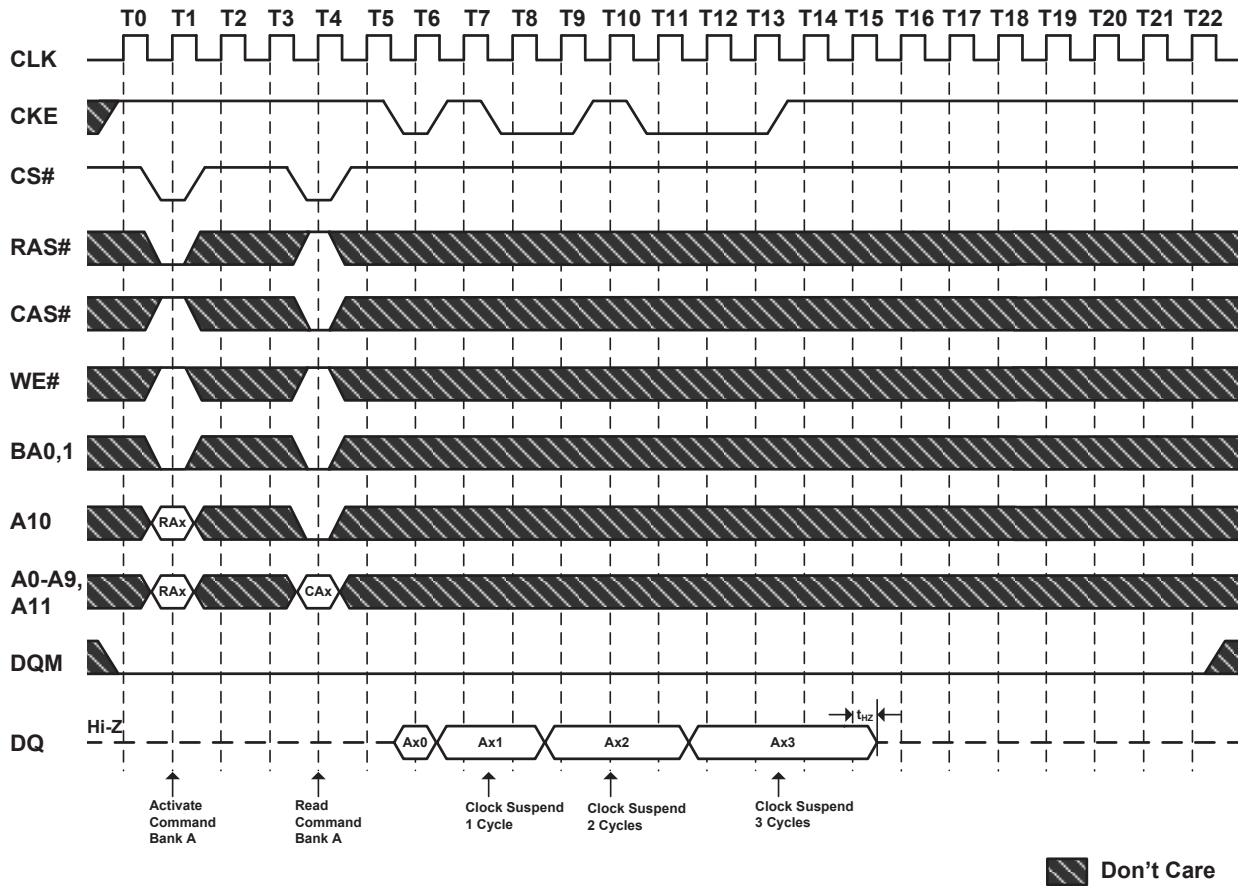 T0 T1 T2 T3 T4 T5 T6 T7 T8 T9 T10 T11 T12 T13 T14 T15 T16 T17 T18 T19 T20 T21 T22
CLK
CKE
CS#
RAS#
CAS#
WE#
BA0,1
A10
RAx
A0-A9,
A11
RAx
CAx
DQM
DQ
Hi-Z
Ax0
Ax1
Ax2
Ax3
tHZ
Activate
Command
Bank A
Read
Command
Bank A
Clock Suspend
1 Cycle
Clock Suspend
2 Cycles
Clock Suspend
3 Cycles
Don't Care